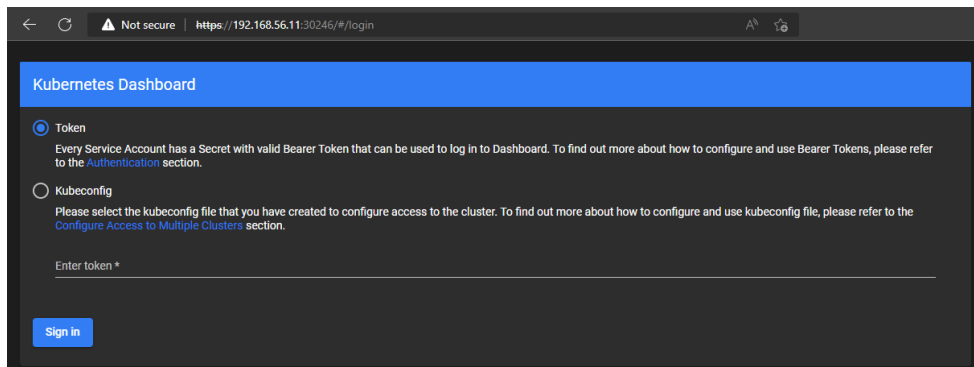 Not secure https://192.168.56.11:30246/#/login
Kubernetes Dashboard
Token
Every Service Account has a Secret with valid Bearer Token that can be used to log in to Dashboard. To find out more about how to configure and use Bearer Tokens, please refer
to the Authentication section.
Kubeconfig
Please select the kubeconfig file that you have created to configure access to the cluster. To find out more about how to configure and use kubeconfig file, please refer to the
Configure Access to Multiple Clusters section.
Enter token *
Sign in